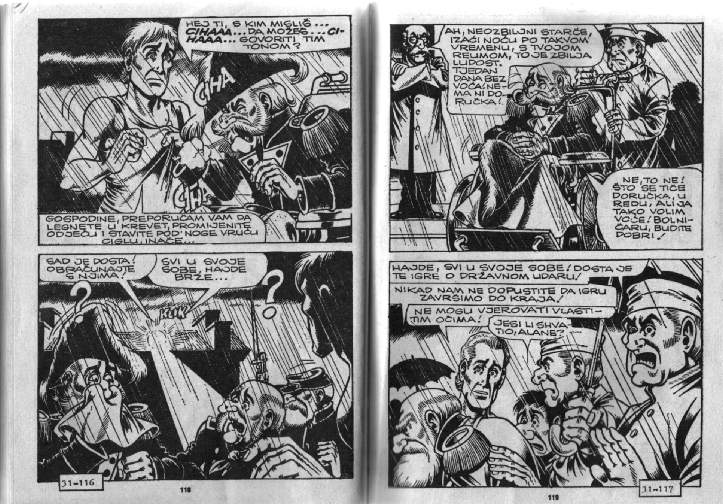 HEJ TI, S KIM MISLIŠ...
CIHAAA... DA MOŽEŠ... CI-
HAAA... GOVORITI TIM
TONOM?
CIHA
CIHA
GOSPODINE, PREPORUČAM VAM DA
LEGNETE U KREVET, PROMIJENITE
ODJEĆU I STAVITE POD NOGE VRUĆU
CIGLU, INAČE...
SAD JE DOSTA!
OBRAČUNAJTE
S NJIMA!
SVI U SVOJE
SOBE, HAJDE
BRŽE...
?
KLIK
?
31-116
118
AH, NEOZBILJNI STARČE,
IZAĆI NOĆU PO TAKVOM
VREMENU, S TVOJOM
REUMOM, TO JE ZBILJA
LUDOST.
TJEDAN
DANA BEZ
VOĆA! NE-
MA NI DO-
RUČKA!
NE, TO NE!
ŠTO SE TIČE
DORUČKA, U
REDU, ALI JA
TAKO VOLIM
VOĆE! BOLNI-
ČARU, BUDITE
DOBRI!
HAJDE, SVI U SVOJE SOBE! DOSTA JE
TE IGRE O DRŽAVNOM UDARU!
NIKAD NAM NE DOPUSTITE DA IGRU
ZAVRŠIMO DO KRAJA!
NE MOGU VJEROVATI VLASTI-
TIM OČIMA!
JESI LI SHVA-
TIO, ALANE?
31-117
119